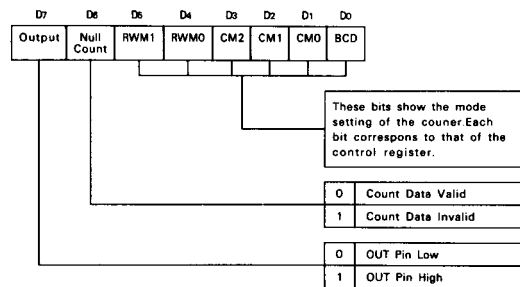 D7 D6 D5 D4 D3 D2 D1 D0
Output Null Count RWM1 RWM0 CM2 CM1 CM0 BCD
These bits show the mode
setting of the couner.Each
bit correspons to that of the
control register.
0 Count Data Valid
1 Count Data Invalid
0 OUT Pin Low
1 OUT Pin High